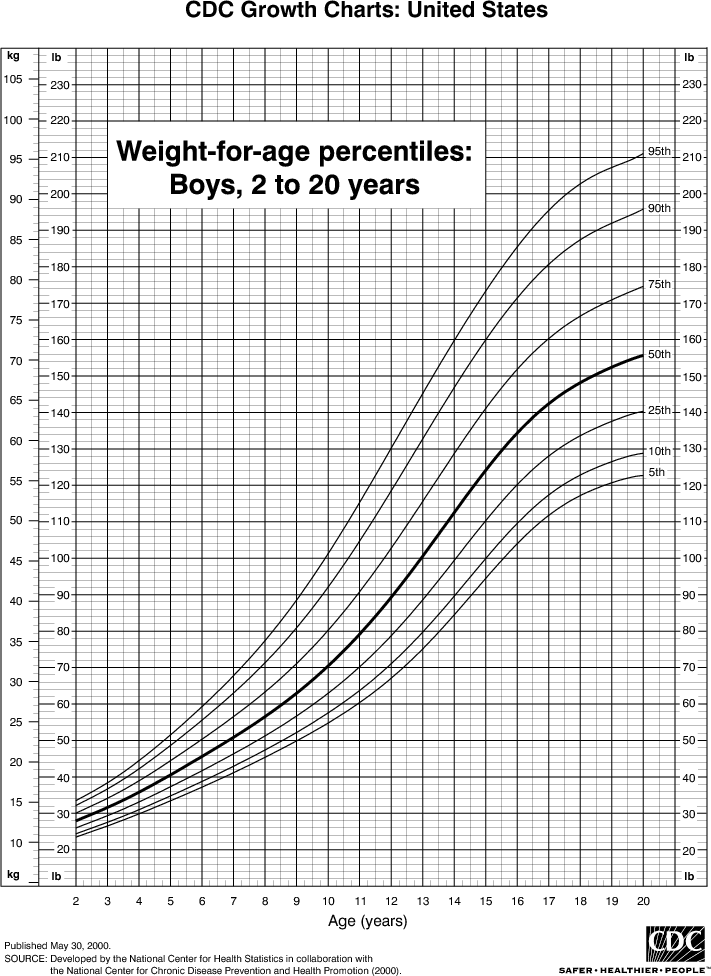 CDC Growth Charts: United States
kg
lb
lb
105
230
230
100
220
220
95
210
210
90
200
200
190
190
85
180
180
80
170
170
75
160
160
70
150
150
65
140
140
60
130
130
55
120
120
50
110
110
45
100
100
40
90
90
80
80
35
70
70
30
60
60
25
50
50
20
40
40
15
30
30
10
20
20
kg
lb
lb
Weight-for-age percentiles:
Boys, 2 to 20 years
95th
90th
75th
50th
25th
10th
5th
2 3 4 5 6 7 8 9 10 11 12 13 14 15 16 17 18 19 20
Age (years)
Published May 30, 2000.
SOURCE: Developed by the National Center for Health Statistics in collaboration with
the National Center for Chronic Disease Prevention and Health Promotion (2000).
CDC
SAFER • HEALTHIER • PEOPLE™